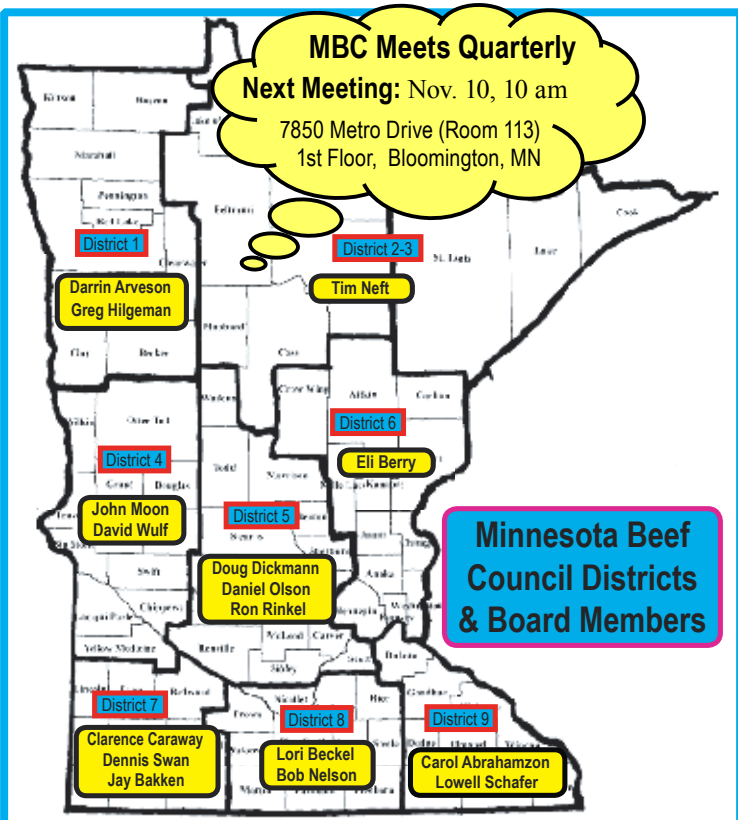 MBC Meets Quarterly
Next Meeting: Nov. 10, 10 am
7850 Metro Drive (Room 113)
1st Floor, Bloomington, MN
Kittson
Marshall
Pennington
Red Lake
Beltrami
Clearwater
Cook
Lake
St. Louis
District 1
District 2-3
Darrin Arveson
Greg Hilgeman
Tim Neft
Hubbard
Clay
Becker
Cass
Wadena
Crow Wing
Aitkin
Carlton
Otter Tail
District 6
District 4
Eli Berry
Grant
Douglas
Todd
Morrison
John Moon
David Wulf
District 5
Swift
Doug Dickmann
Daniel Olson
Ron Rinkel
Anoka
Minnesota Beef
Council Districts
& Board Members
Chippewa
Hennepin
Yellow Medicine
Renville
McLeod
Carver
Sibley
Dakota
Redwood
Nicollet
Rice
Goodhue
District 7
District 8
District 9
Brown
Clarence Caraway
Dennis Swan
Jay Bakken
Lori Beckel
Bob Nelson
Carol Abrahamzon
Lowell Schafer
Martin